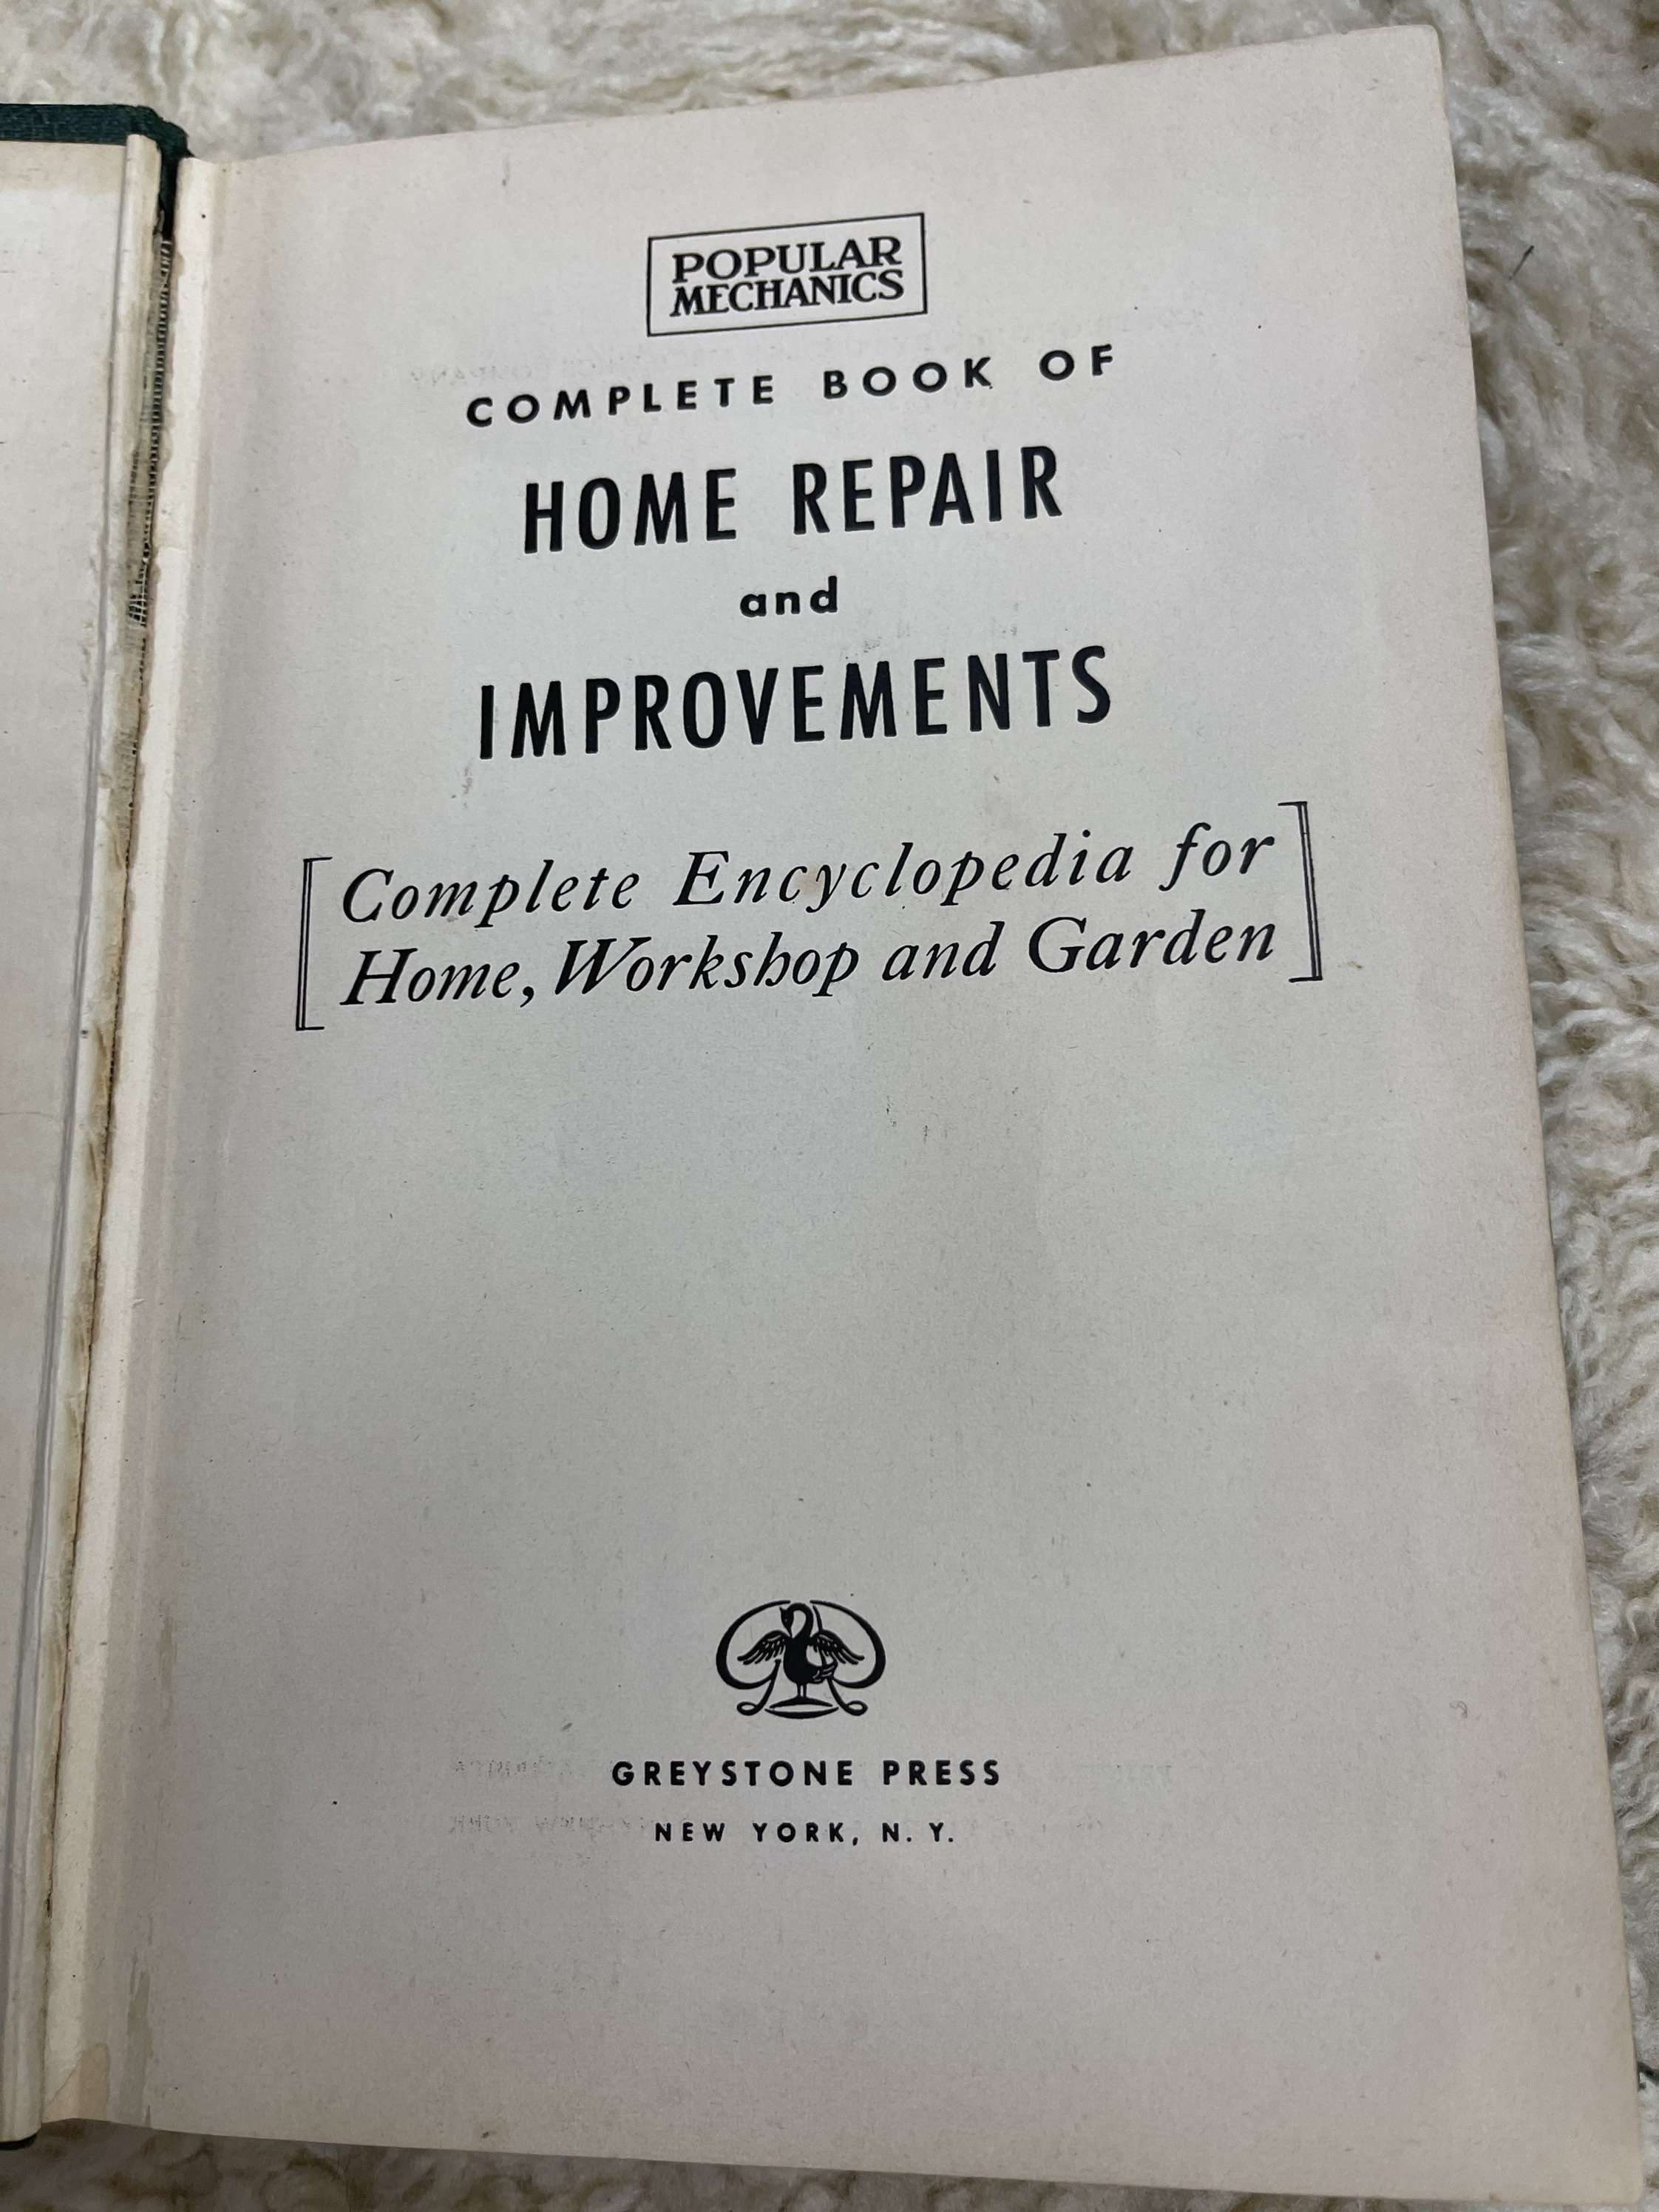 POPULAR
MECHANICS
COMPLETE BOOK OF
HOME REPAIR
and
IMPROVEMENTS
Complete Encyclopedia for
Home, Workshop and Garden
GREYSTONE PRESS
NEW YORK, N. Y.